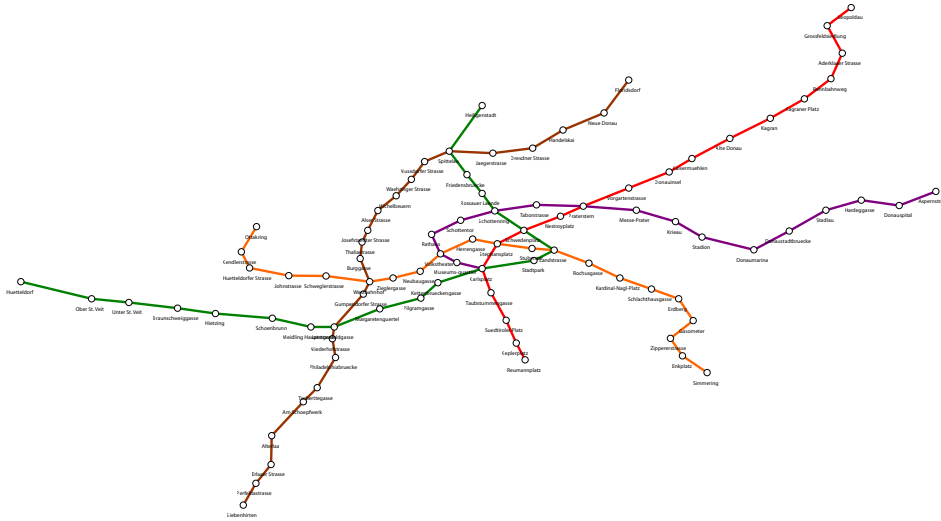 Leopoldau
Grossfeldsiedlung
Aderklaaer Strasse
Rennbahnweg
Kagraner Platz
Kagran
Alte Donau
Kaisermuehlen
Donauinsel
Vorgartenstrasse
Praterstern
Nestroyplatz
Schwedenplatz
Stephansplatz
Karlsplatz
Taubstummengasse
Suedtiroler Platz
Keplerplatz
Reumannplatz
Floridsdorf
Neue Donau
Handelskai
Dresdner Strasse
Jaegerstrasse
Spittelau
Heiligenstadt
Nussdorfer Strasse
Waehringer Strasse
Michelbeuern
Alser Strasse
Josefstaedter Strasse
Thaliastrasse
Burggasse
Westbahnhof
Gumpendorfer Strasse
Laengenfeldgasse
Niederhofstrasse
Philadelphiabruecke
Tscherttegasse
Am Schoepfwerk
Alterlaa
Erlaaer Strasse
Perfektastrasse
Siebenhirten
Friedensbruecke
Rossauer Laende
Schottenring
Taborstrasse
Messe-Prater
Krieau
Stadion
Donaumarina
Donaustadtbruecke
Stadlau
Hardeggasse
Donauspital
Aspernstr
Schottentor
Rathaus
Volkstheater
Museumsquartier
Herrengasse
Stubentor
Landstrasse
Stadtpark
Rochusgasse
Kardinal-Nagl-Platz
Schlachthausgasse
Erdberg
Gasometer
Zippererstrasse
Enkplatz
Simmering
Ottakring
Kendlerstrasse
Huetteldorfer Strasse
Johnstrasse
Schweglerstrasse
Zieglergasse
Neubaugasse
Kettenbrueckengasse
Pilgramgasse
Margaretenguertel
Huetteldorf
Ober St. Veit
Unter St. Veit
Braunschweiggasse
Hietzing
Schoenbrunn